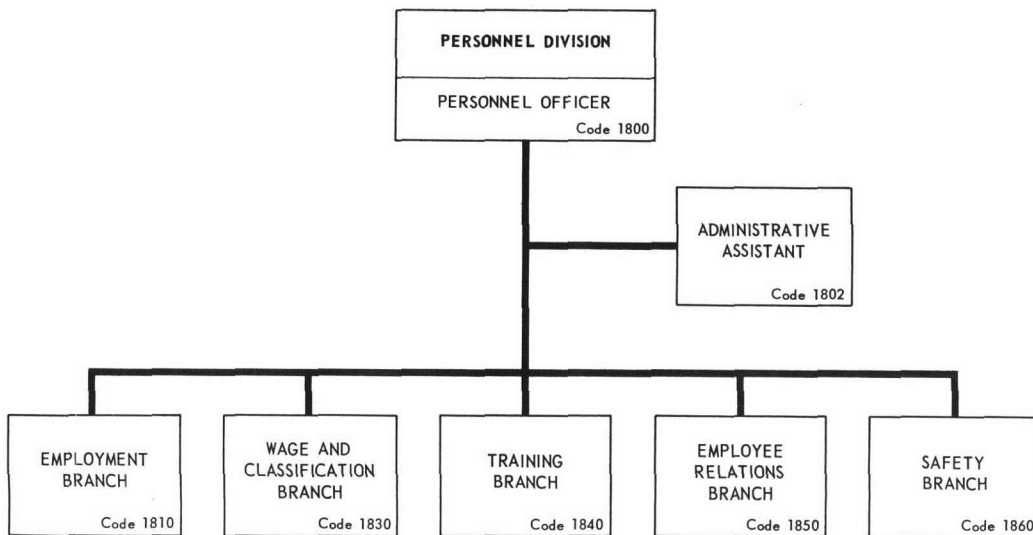 PERSONNEL DIVISION
PERSONNEL OFFICER
Code 1800
ADMINISTRATIVE
ASSISTANT
Code 1802
EMPLOYMENT
BRANCH
Code 1810
WAGE AND
CLASSIFICATION
BRANCH
Code 1830
TRAINING
BRANCH
Code 1840
EMPLOYEE
RELATIONS
BRANCH
Code 1850
SAFETY
BRANCH
Code 1860